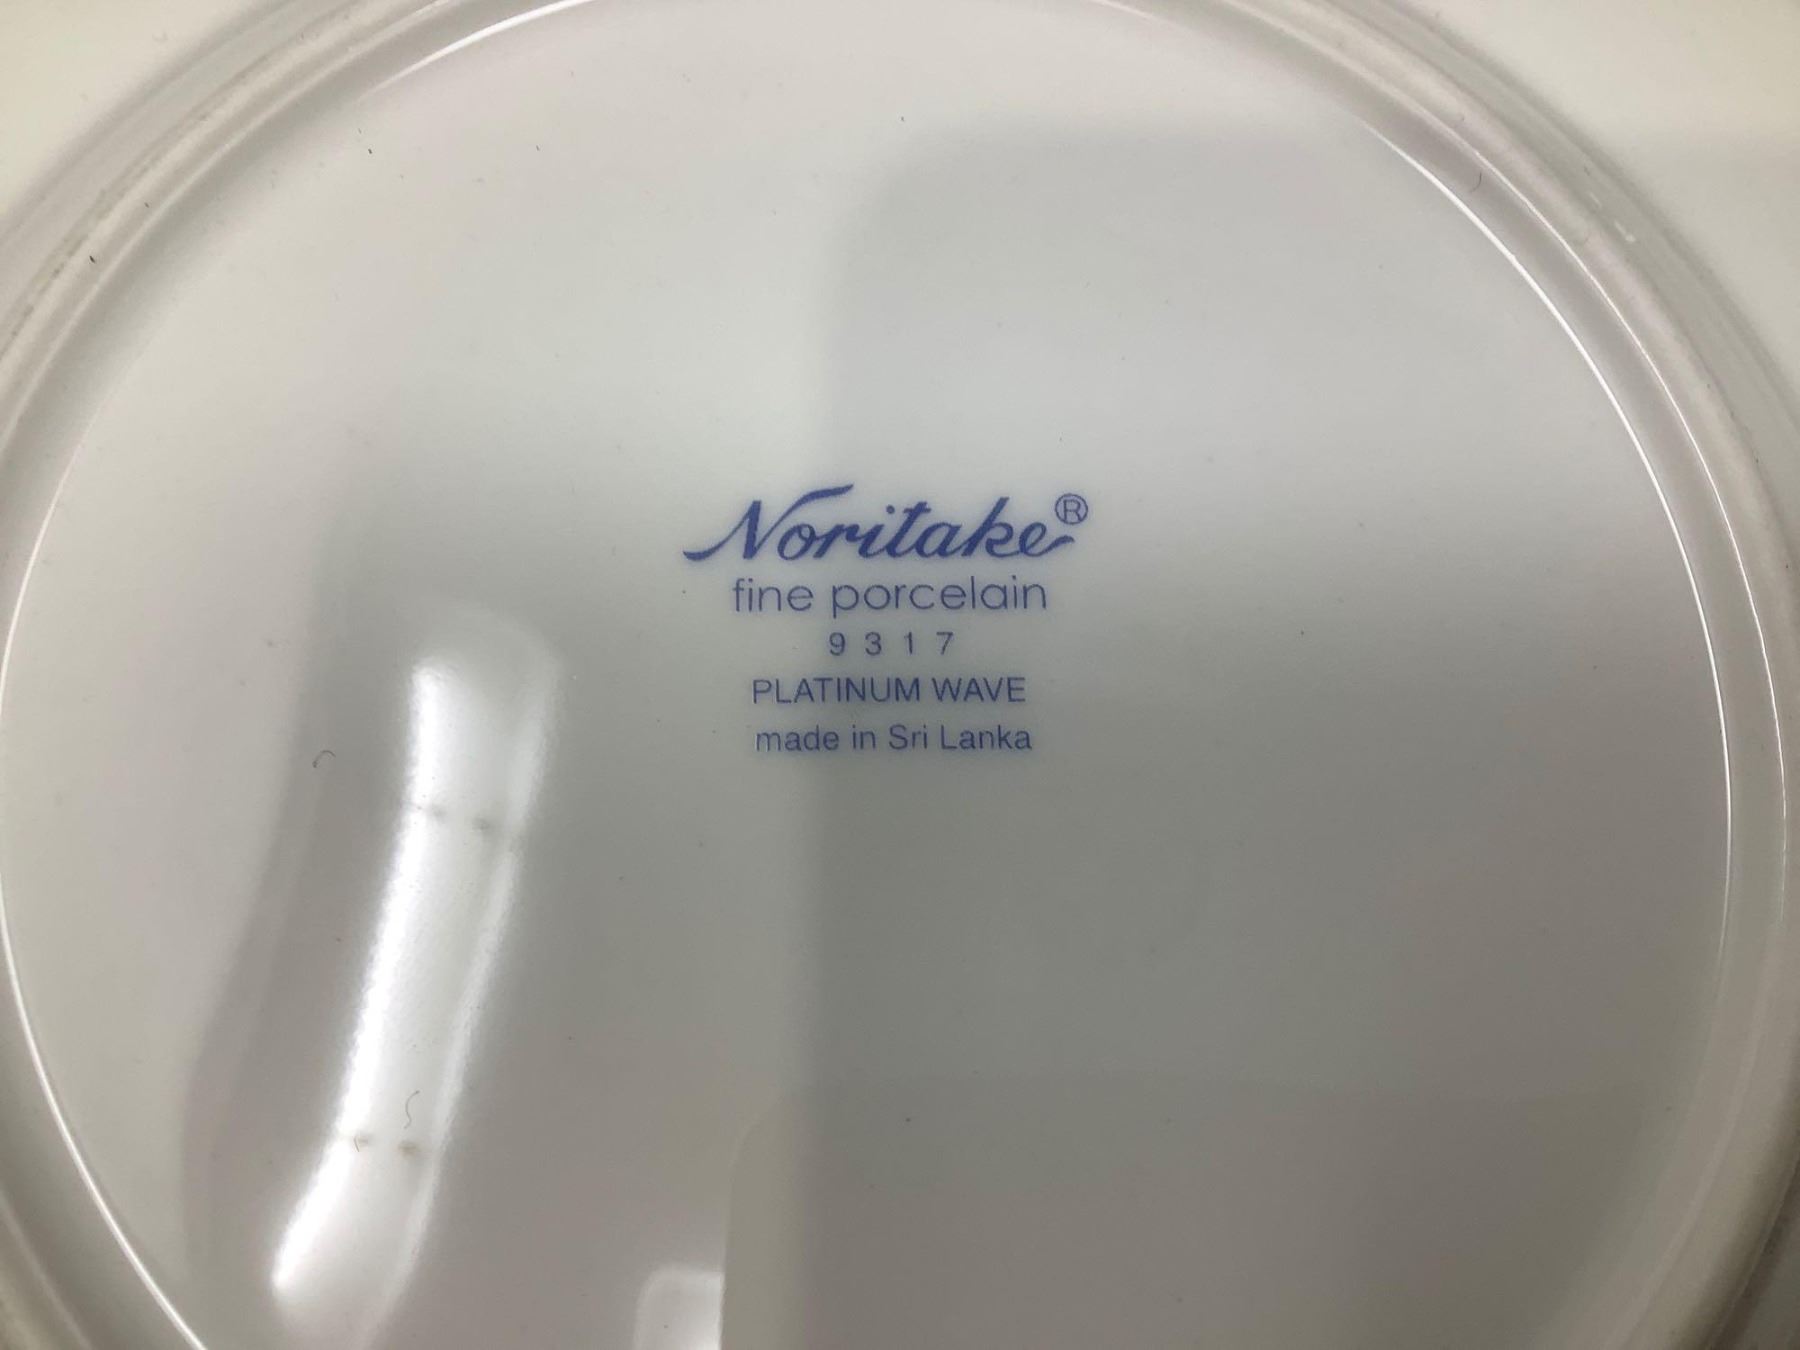 Noritake®
fine porcelain
9317
PLATINUM WAVE
made in Sri Lanka